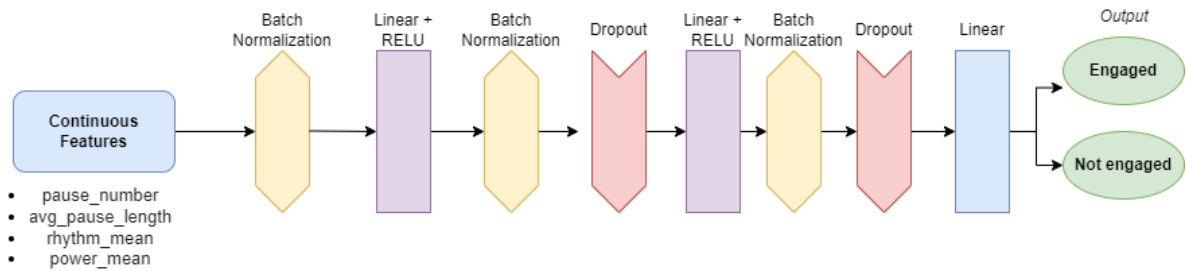 Batch
Normalization
Linear +
RELU
Batch
Normalization
Dropout
Linear +
RELU
Batch
Normalization
Dropout
Linear
Output
Continuous
Features
Engaged
Not engaged
• pause_number
• avg_pause_length
• rhythm_mean
• power_mean